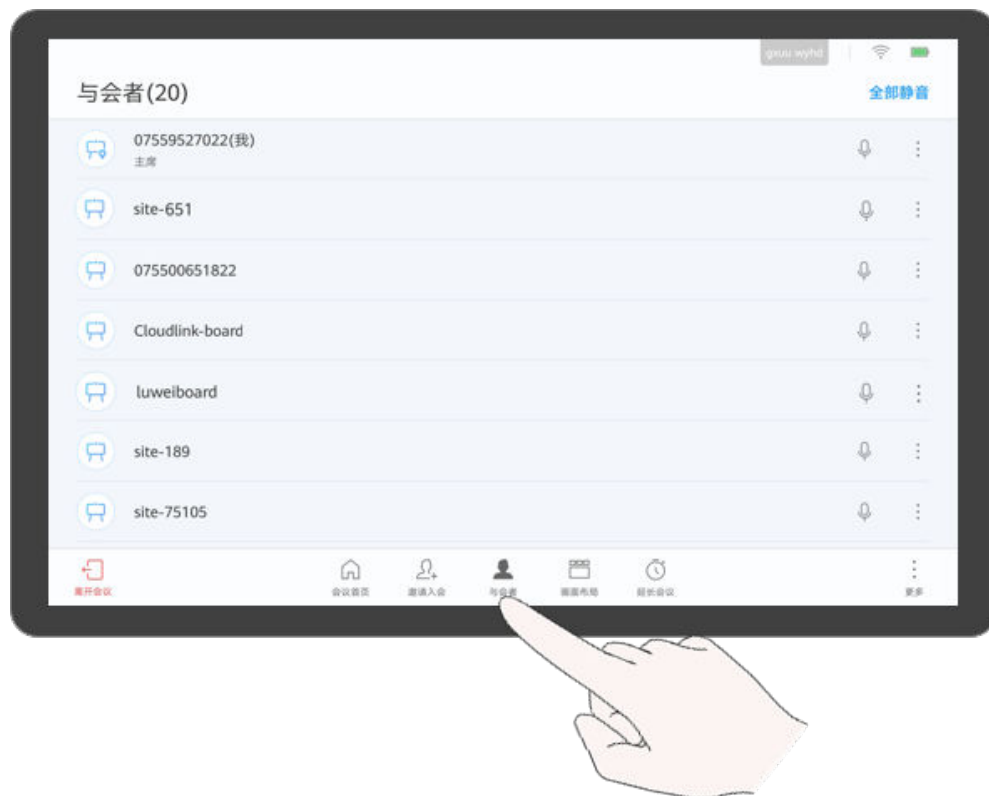 gxuu wyhd
与会者(20)
全部静音
07559527022(我)
主席
site-651
075500651822
Cloudlink-board
luweiboard
site-189
site-75105
离开会议
会议首页
邀请入会
与会者
画面布局
延长会议
更多